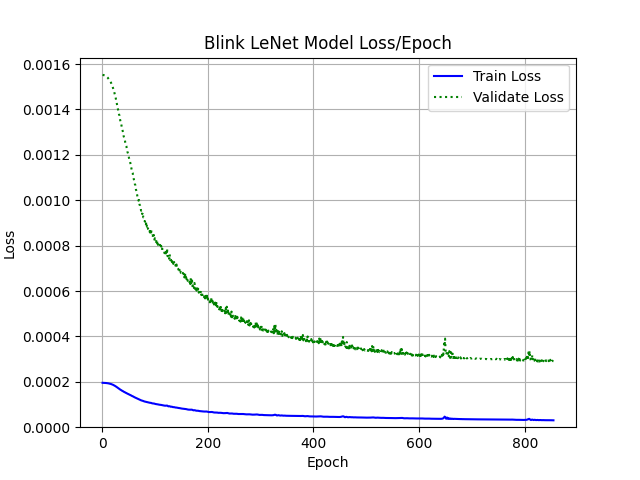 Blink LeNet Model Loss/Epoch
Train Loss
Validate Loss
0.0016
0.0014
0.0012
0.0010
0.0008
0.0006
0.0004
0.0002
0.0000
Loss
0 200 400 600 800
Epoch